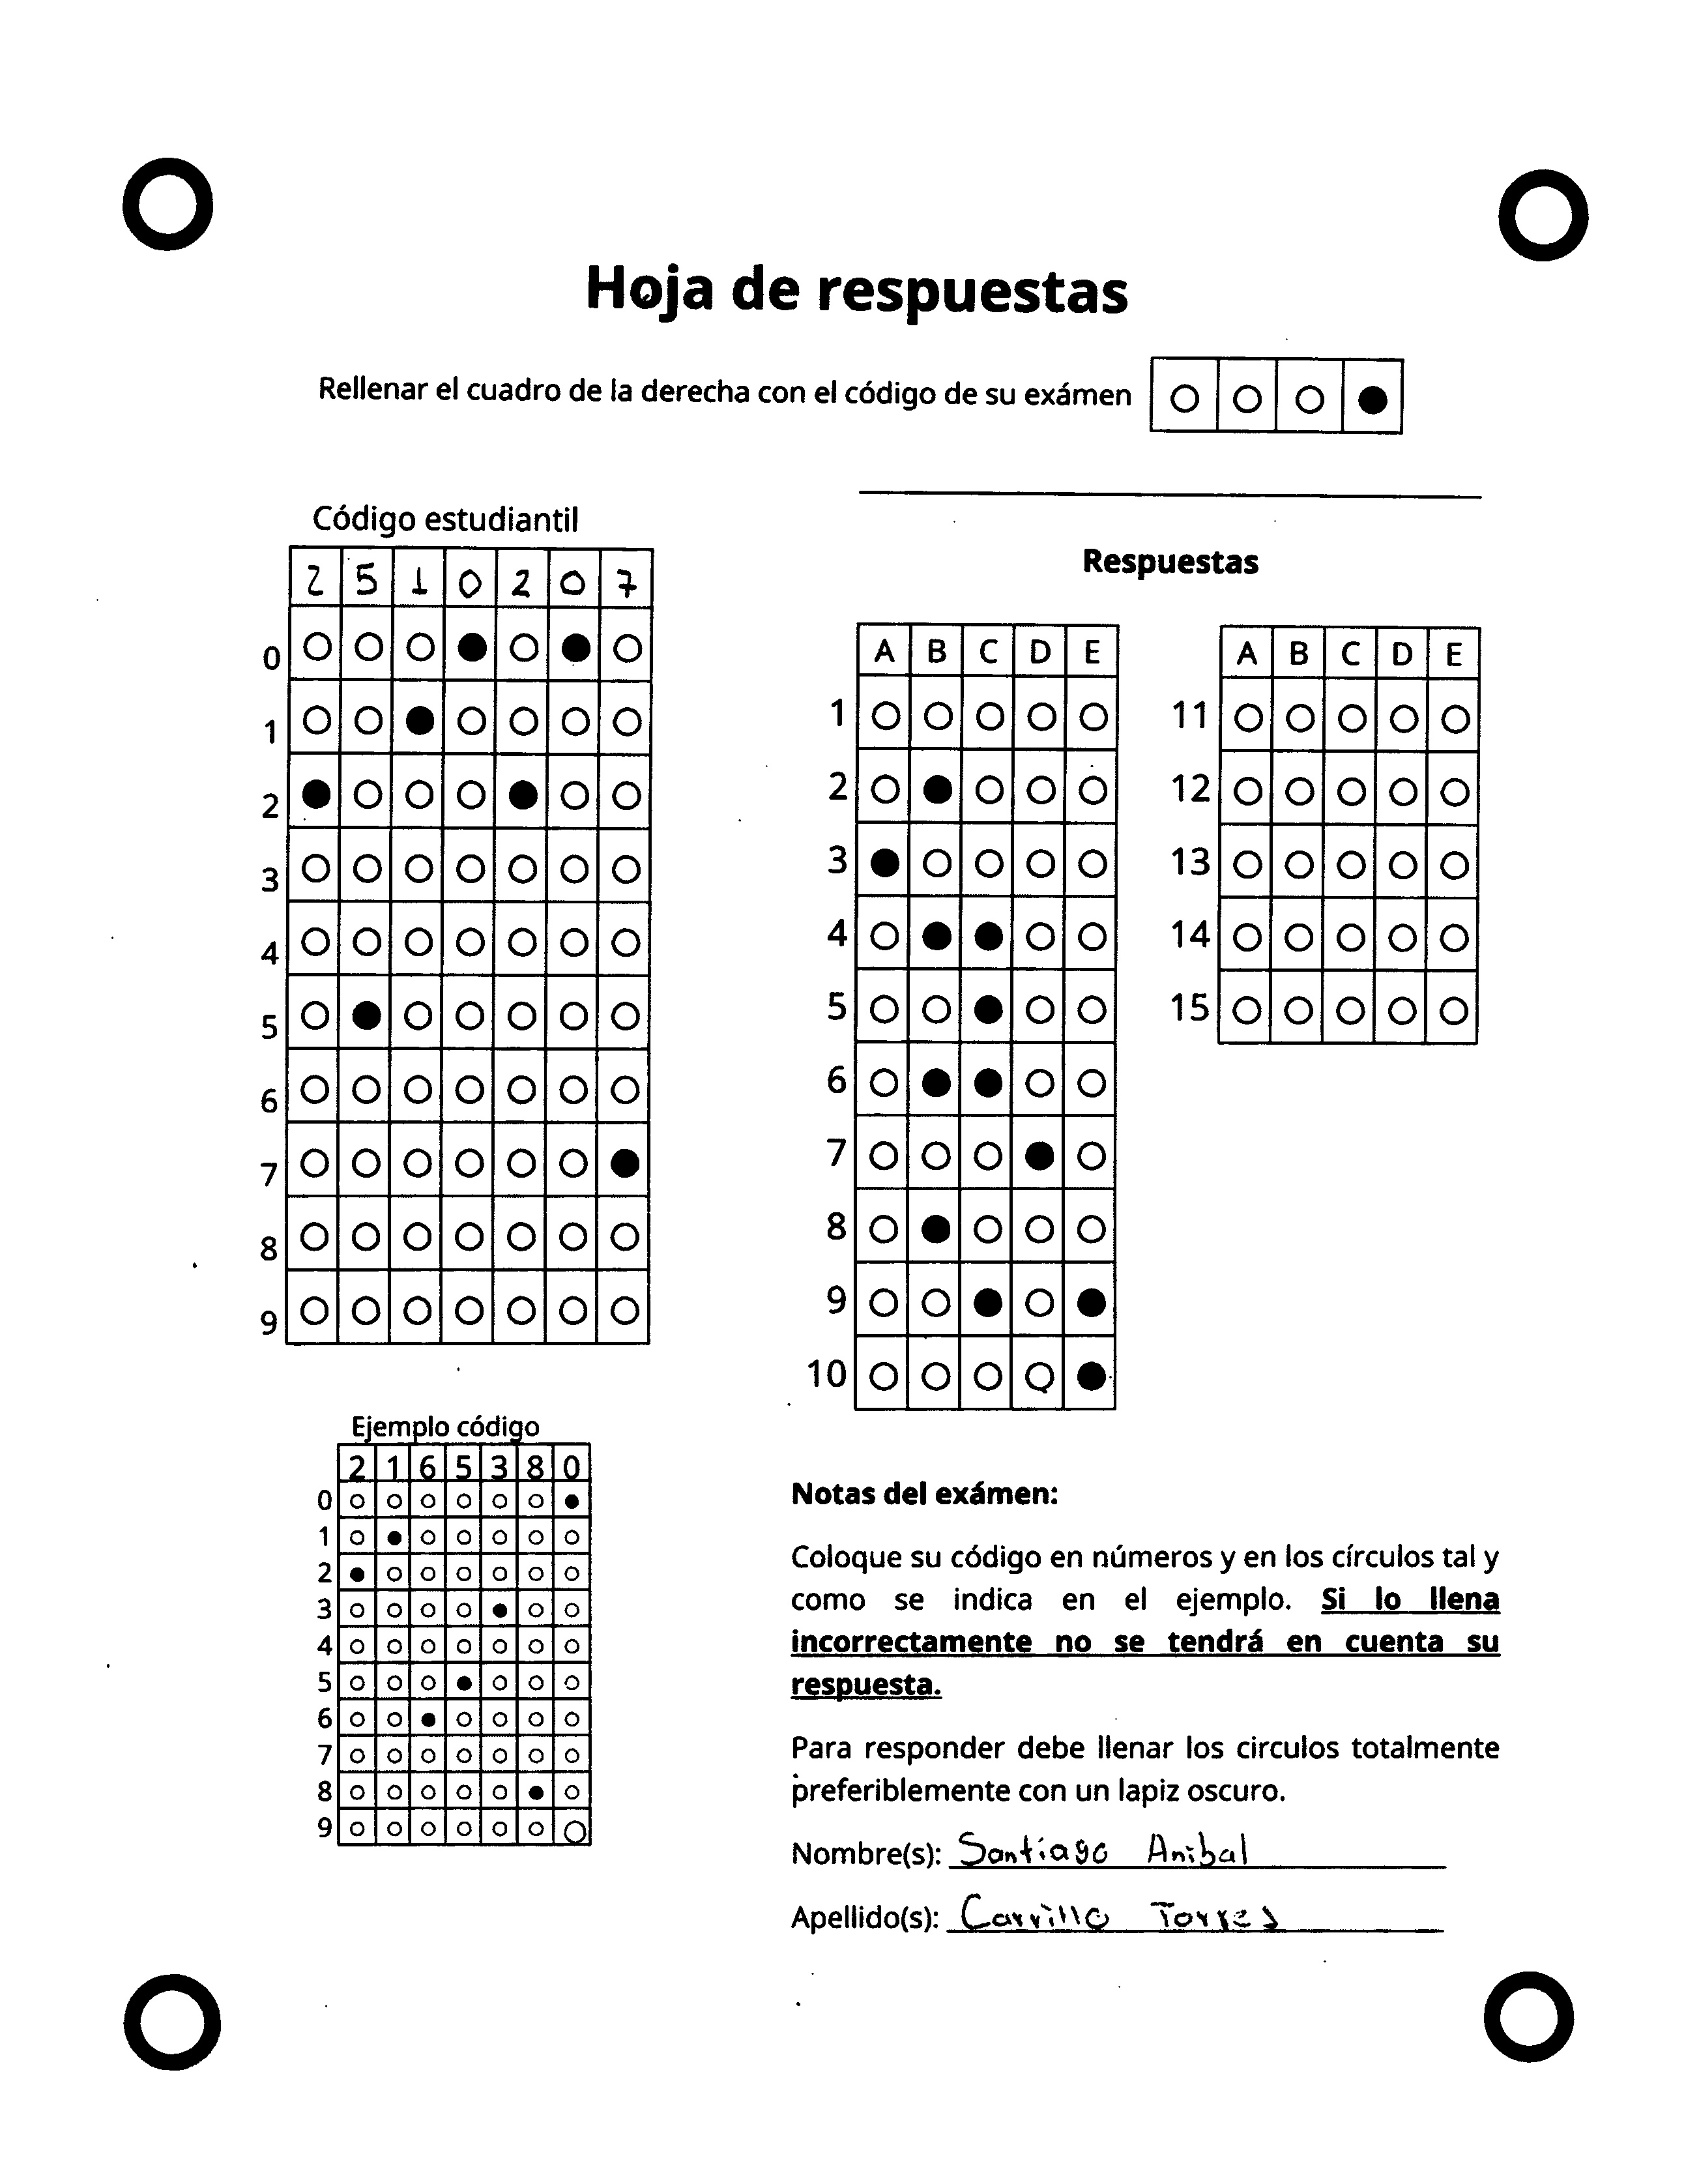 Hoja de respuestas
Rellenar el cuadro de la derecha con el código de su exámen
Código estudiantil
2 5 1 0 2 0 7
0
1
2
3
4
5
6
7
8
9
Respuestas
A B C D E
1
2
3
4
5
6
7
8
9
10
A B C D E
11
12
13
14
15
Ejemplo código
2 1 6 5 3 8 0
0
1
2
3
4
5
6
7
8
9
Notas del exámen:
Coloque su código en números y en los círculos tal y
como se indica en el ejemplo. Si lo llena
incorrectamente no se tendrá en cuenta su
respuesta.
Para responder debe llenar los circulos totalmente
preferiblemente con un lapiz oscuro.
Nombre(s): Santiago Anibal
Apellido(s): Carrillo Torres